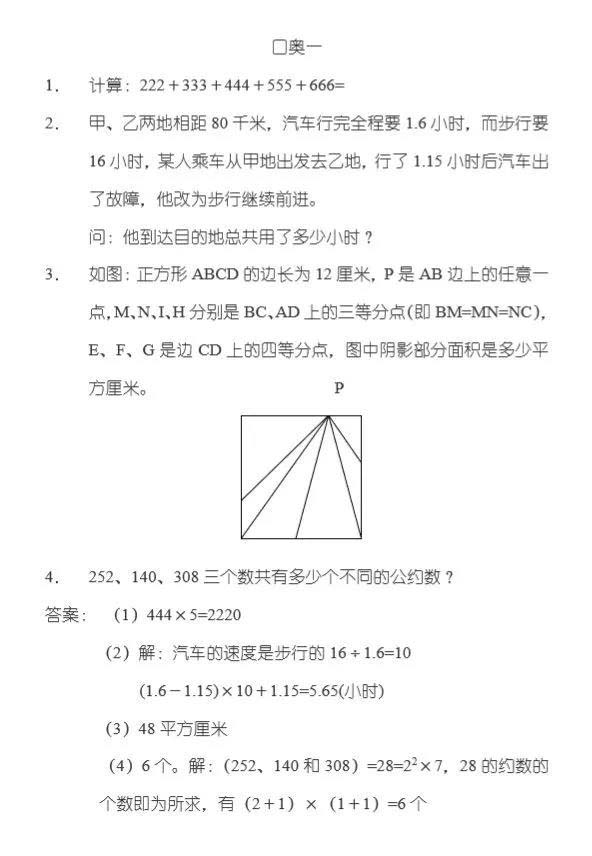 囗奥一
1. 计算：222＋333＋444＋555＋666=
2. 甲、乙两地相距 80 千米，汽车行完全程要 1.6 小时，而步行要
16 小时，某人乘车从甲地出发去乙地，行了 1.15 小时后汽车出
了故障，他改为步行继续前进。
问：他到达目的地总共用了多少小时？
3. 如图：正方形 ABCD 的边长为 12 厘米，P 是 AB 边上的任意一
点，M、N、I、H 分别是 BC、AD 上的三等分点（即 BM=MN=NC），
E、F、G 是边 CD 上的四等分点，图中阴影部分面积是多少平
方厘米。 P
4. 252、140、308 三个数共有多少个不同的公约数？
答案：（1）444×5=2220
（2）解：汽车的速度是步行的 16÷1.6=10
(1.6－1.15)×10＋1.15=5.65(小时)
（3）48 平方厘米
（4）6 个。解：（252、140 和 308）=28=2²×7，28 的约数的
个数即为所求，有（2＋1）×（1＋1）=6 个